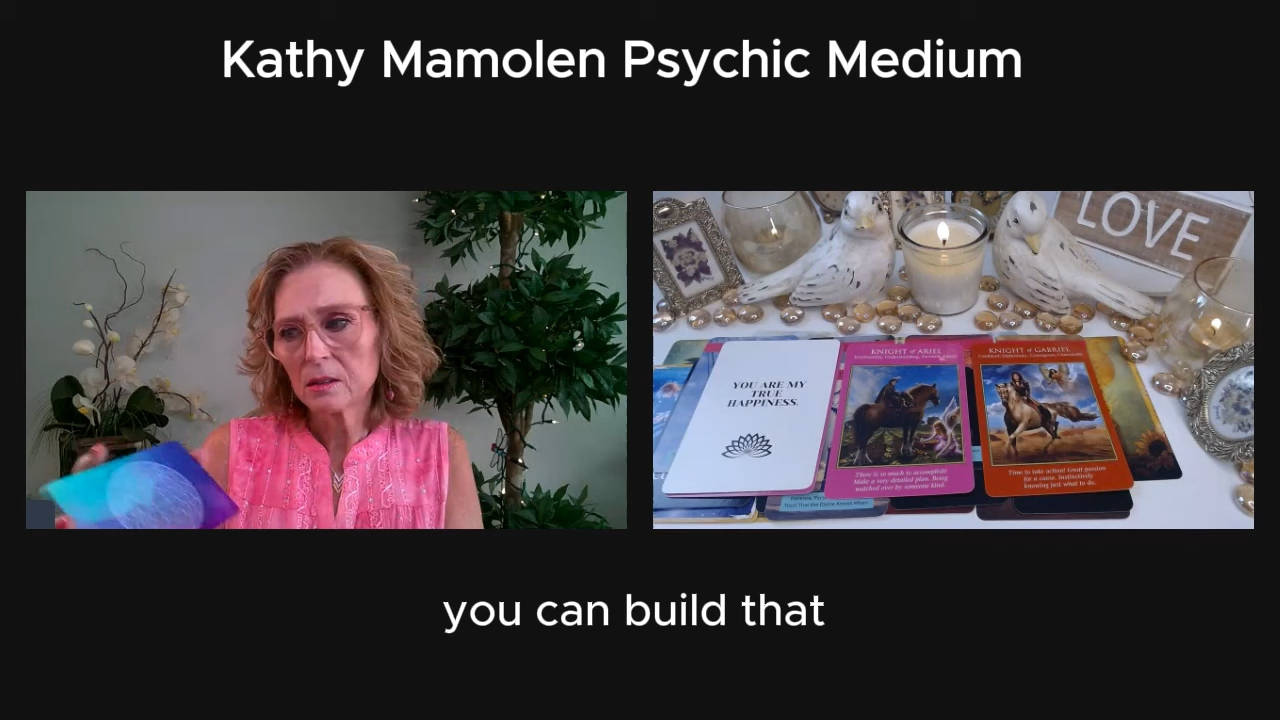 Kathy Mamolen Psychic Medium
LOVE
YOU ARE MY
TRUE
HAPPINESS.
KNIGHT of ARIEL
There is so much to accomplish!
Make a very detailed plan. Being
watched over by someone kind.
KNIGHT of GABRIEL
Time to take action! Great passion
for a cause. Instinctively
knowing just what to do.
you can build that